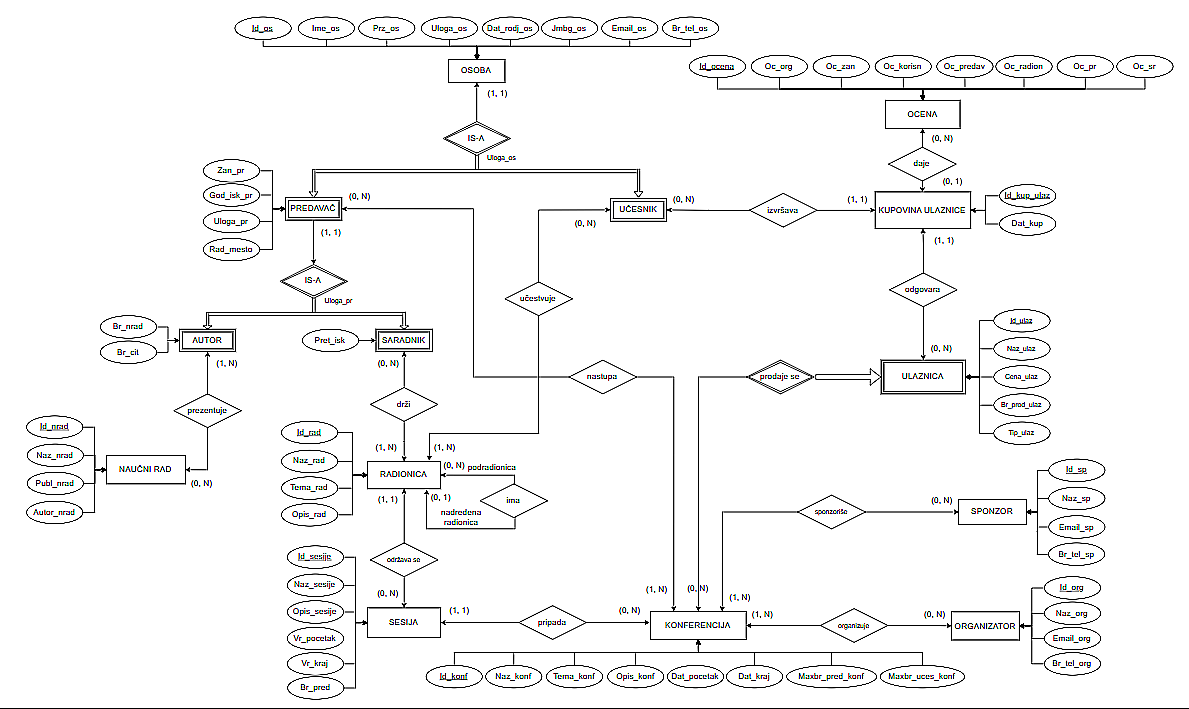 Id_os Ime_os Prz_os Uloga_os Dat_rodj_os Jmbg_os Email_os Br_tel_os
OSOBA
(1, 1)
IS-A
Uloga_os
Id_ocena Oc_org Oc_zan Oc_korisn Oc_predav Oc_radion Oc_pr Oc_sr
OCENA
(0, N)
daje
(0, 1)
Zan_pr
God_isk_pr
Uloga_pr
Rad_mesto
PREDAVAČ
(0, N)
(1, 1)
UČESNIK
(0, N)
(0, N)
izvršava
(1, 1)
KUPOVINA ULAZNICE
Id_kup_ulaz
Dat_kup
(1, 1)
IS-A
Uloga_pr
učestvuje
odgovara
(0, N)
Br_nrad
Br_cit
AUTOR
(1, N)
Pret_isk
SARADNIK
(0, N)
nastupa
prodaje se
ULAZNICA
Id_ulaz
Naz_ulaz
Cena_ulaz
Br_prod_ulaz
Tip_ulaz
prezentuje
drži
Id_nrad
Naz_nrad
Publ_nrad
Autor_nrad
NAUČNI RAD
(0, N)
Id_rad
Naz_rad
Tema_rad
Opis_rad
(1, N)
(1, N)
RADIONICA
(0, N) podradionica
(1, 1)
(0, 1)
ima
nadređena
radionica
sponzoriše
(0, N)
SPONZOR
Id_sp
Naz_sp
Email_sp
Br_tel_sp
održava se
(0, N)
Id_sesije
Naz_sesije
Opis_sesije
Vr_pocetak
Vr_kraj
Br_pred
SESIJA
(1, 1)
pripada
(0, N)
(1, N)
(0, N)
(1, N)
KONFERENCIJA
(1, N)
organizuje
(0, N)
ORGANIZATOR
Id_org
Naz_org
Email_org
Br_tel_org
Id_konf Naz_konf Tema_konf Opis_konf Dat_pocetak Dat_kraj Maxbr_pred_konf Maxbr_uces_konf